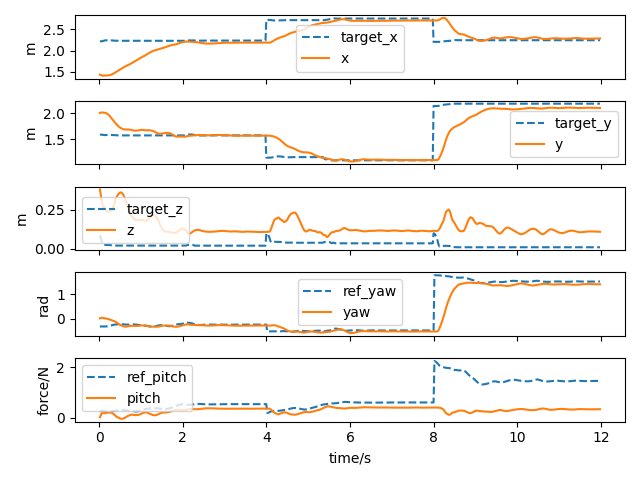 m
2.5
2.0
1.5
target_x
x
m
2.0
1.5
target_y
y
m
0.25
0.00
target_z
z
rad
1
0
ref_yaw
yaw
force/N
2
0
ref_pitch
pitch
0
2
4
6
8
10
12
time/s